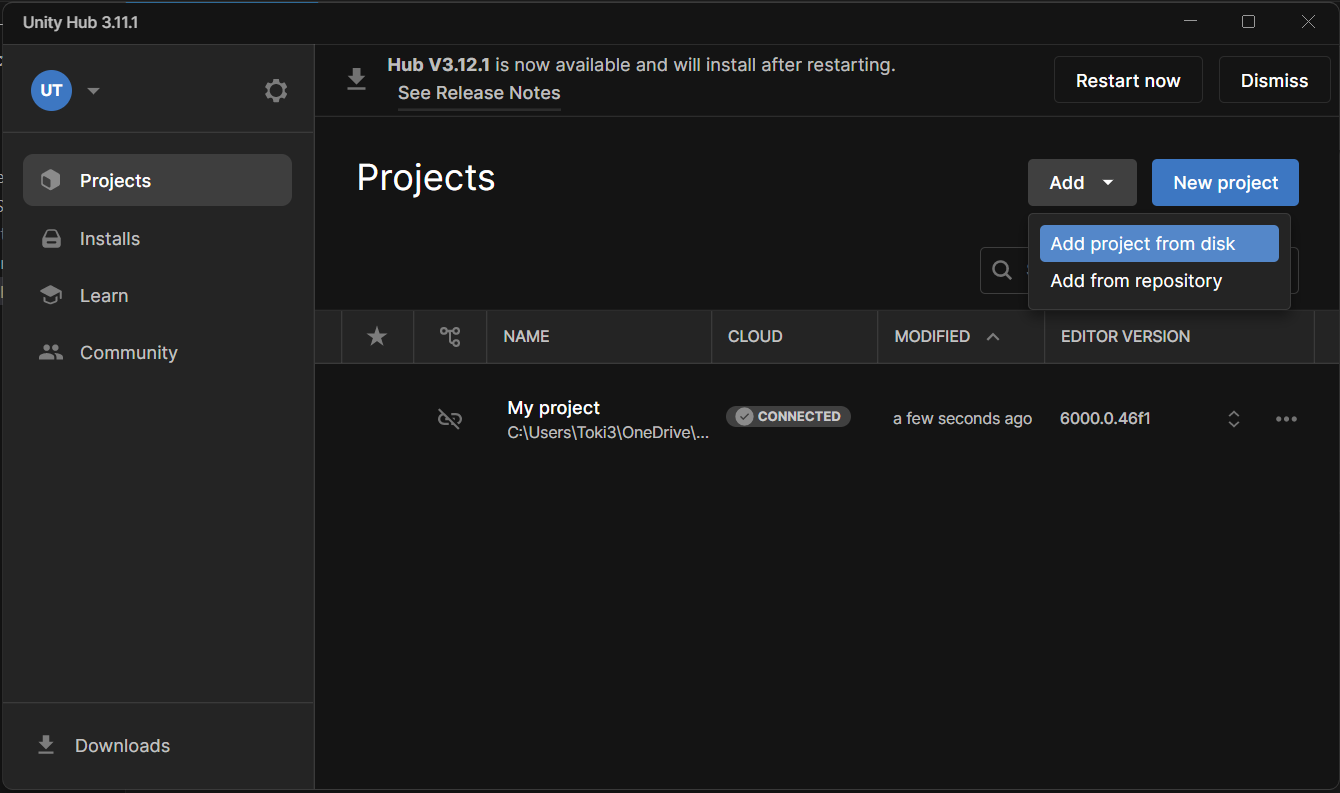 Unity Hub 3.11.1
UT
Hub V3.12.1 is now available and will install after restarting.
See Release Notes
Restart now
Dismiss
Projects
Installs
Learn
Community
Downloads
Projects
Add
New project
Add project from disk
Add from repository
NAME
CLOUD
MODIFIED
EDITOR VERSION
My project
C:\Users\Toki3\OneDrive\...
CONNECTED
a few seconds ago
6000.0.46f1